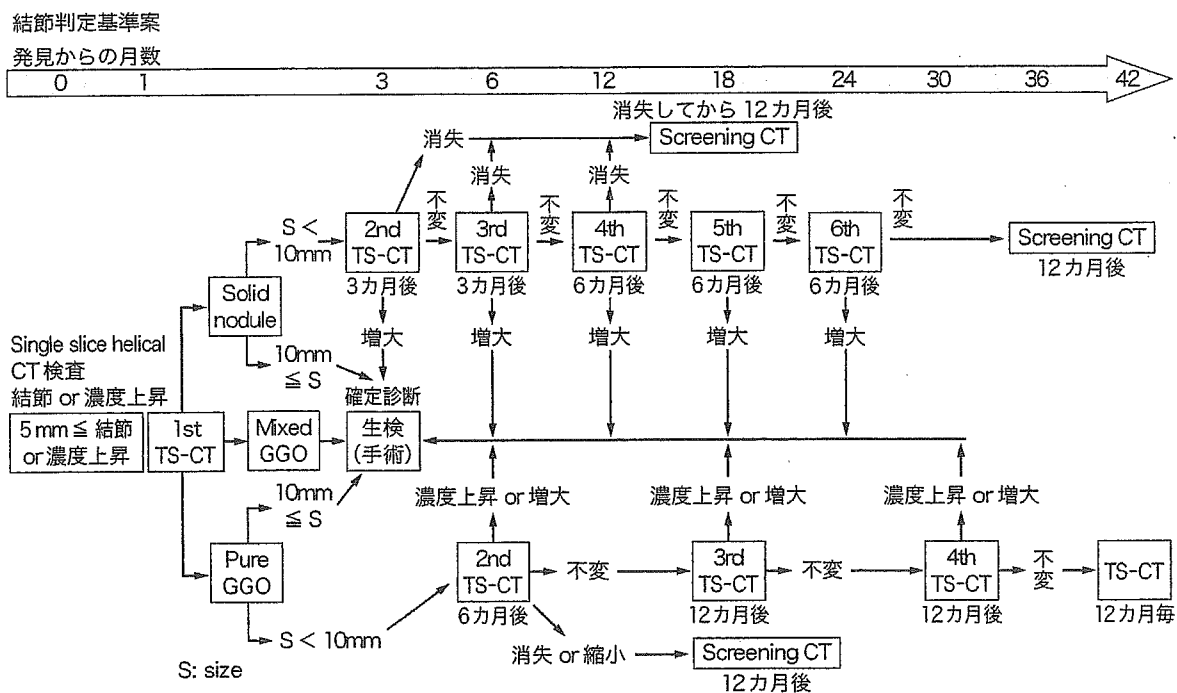 結節判定基準案
発見からの月数
0 1 3 6 12 18 24 30 36 42
消失してから12カ月後
消失
Screening CT
消失
消失
不変
不変
不変
不変
不変
S <
10mm
2nd
TS-CT
3カ月後
3rd
TS-CT
3カ月後
4th
TS-CT
6カ月後
5th
TS-CT
6カ月後
6th
TS-CT
6カ月後
Screening CT
12カ月後
Solid
nodule
増大
増大
増大
増大
増大
10mm
≦ S
Single slice helical
CT検査
結節 or 濃度上昇
5mm≦結節
or濃度上昇
1st
TS-CT
Mixed
GGO
確定診断
生検
(手術)
10mm
≦ S
濃度上昇 or 増大
濃度上昇 or 増大
濃度上昇 or 増大
Pure
GGO
2nd
TS-CT
6カ月後
不変
3rd
TS-CT
12カ月後
不変
4th
TS-CT
12カ月後
不変
TS-CT
12カ月毎
S < 10mm
消失 or 縮小
Screening CT
12カ月後
S: size